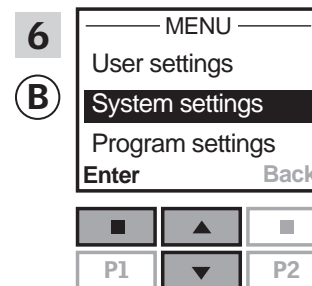 6
B
MENU
User settings
System settings
Program settings
Enter Back
P1 P2